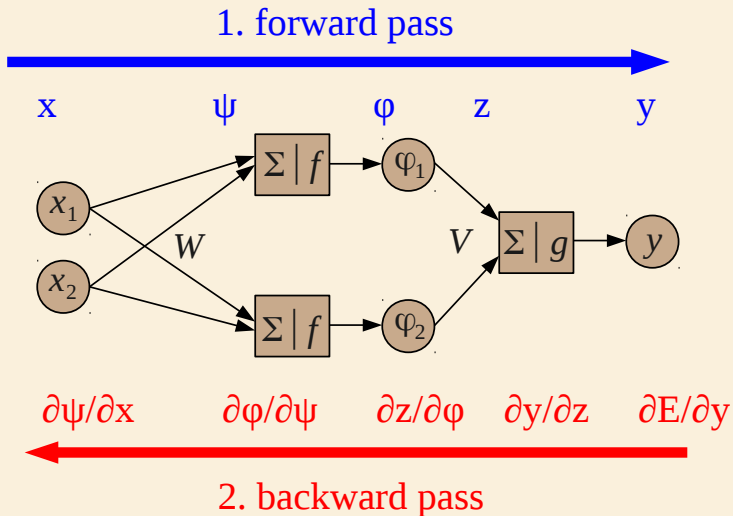 1. forward pass
x ψ φ z y
Σ | f φ₁
x₁
W V Σ | g y
x₂
Σ | f φ₂
∂ψ/∂x ∂φ/∂ψ ∂z/∂φ ∂y/∂z ∂E/∂y
2. backward pass